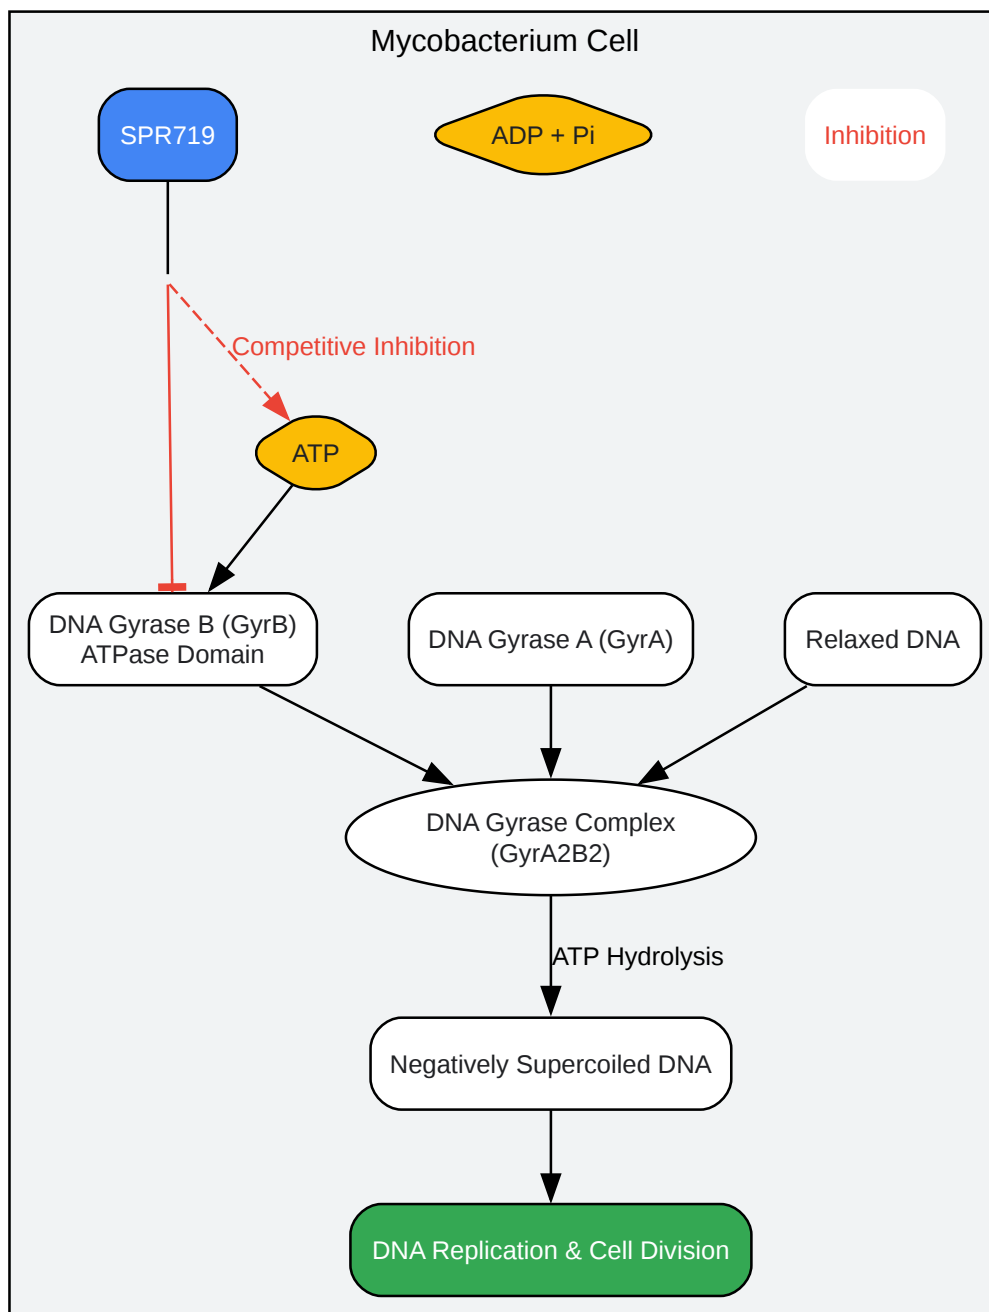 Mycobacterium Cell
SPR719
ADP + Pi
Inhibition
Competitive Inhibition
ATP
DNA Gyrase B (GyrB)
ATPase Domain
DNA Gyrase A (GyrA)
Relaxed DNA
DNA Gyrase Complex
(GyrA2B2)
ATP Hydrolysis
Negatively Supercoiled DNA
DNA Replication & Cell Division